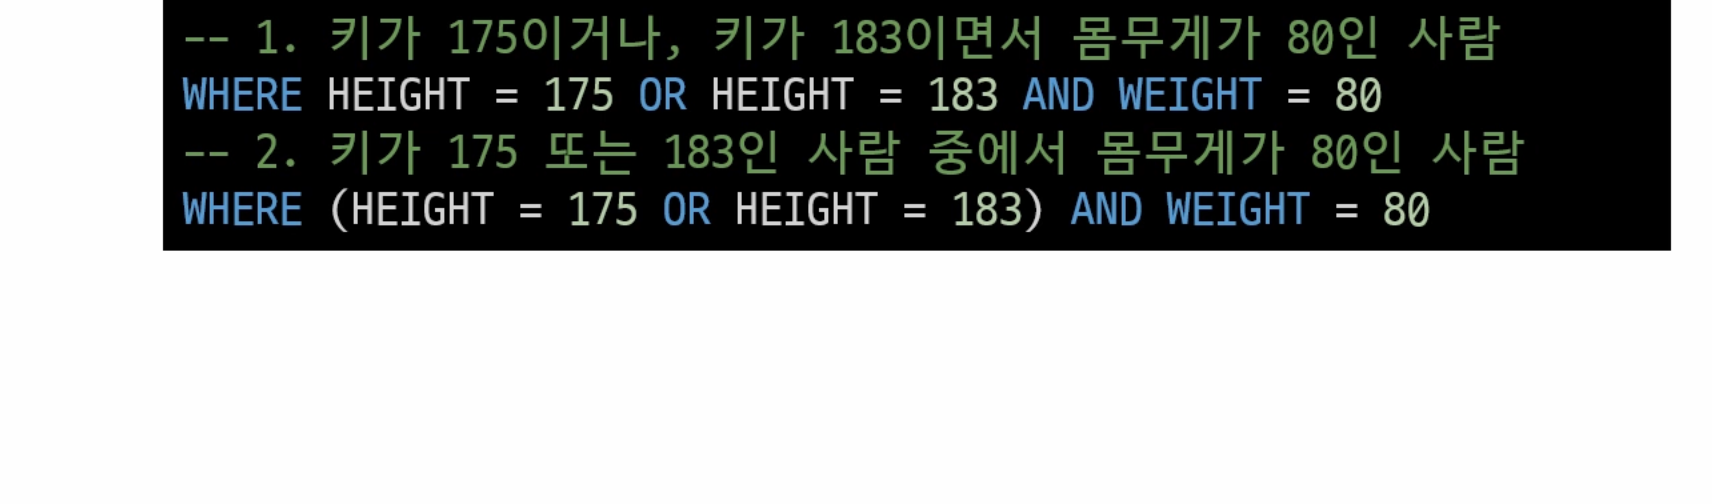 -- 1. 키가 175이거나, 키가 183이면서 몸무게가 80인 사람
WHERE HEIGHT = 175 OR HEIGHT = 183 AND WEIGHT = 80
-- 2. 키가 175 또는 183인 사람 중에서 몸무게가 80인 사람
WHERE (HEIGHT = 175 OR HEIGHT = 183) AND WEIGHT = 80